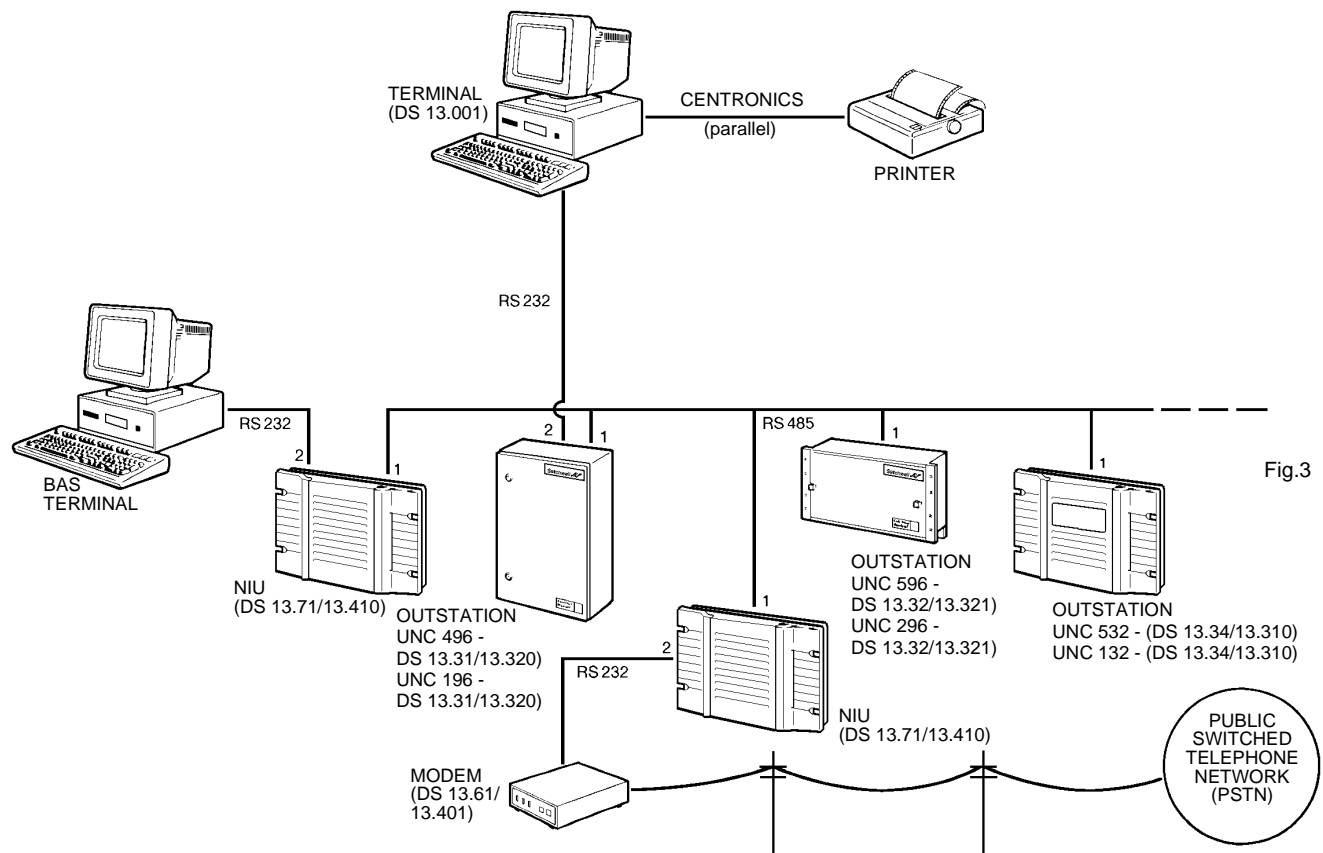 TERMINAL
(DS 13.001)
CENTRONICS
(parallel)
PRINTER
RS 232
BAS
TERMINAL
RS 232
2
1
NIU
(DS 13.71/13.410)
2
1
Satchwell
OUTSTATION
UNC 496 -
DS 13.31/13.320)
UNC 196 -
DS 13.31/13.320)
RS 485
1
OUTSTATION
UNC 596 -
DS 13.32/13.321)
UNC 296 -
DS 13.32/13.321)
1
OUTSTATION
UNC 532 - (DS 13.34/13.310)
UNC 132 - (DS 13.34/13.310)
Fig.3
1
2
RS 232
NIU
(DS 13.71/13.410)
MODEM
(DS 13.61/
13.401)
PUBLIC
SWITCHED
TELEPHONE
NETWORK
(PSTN)